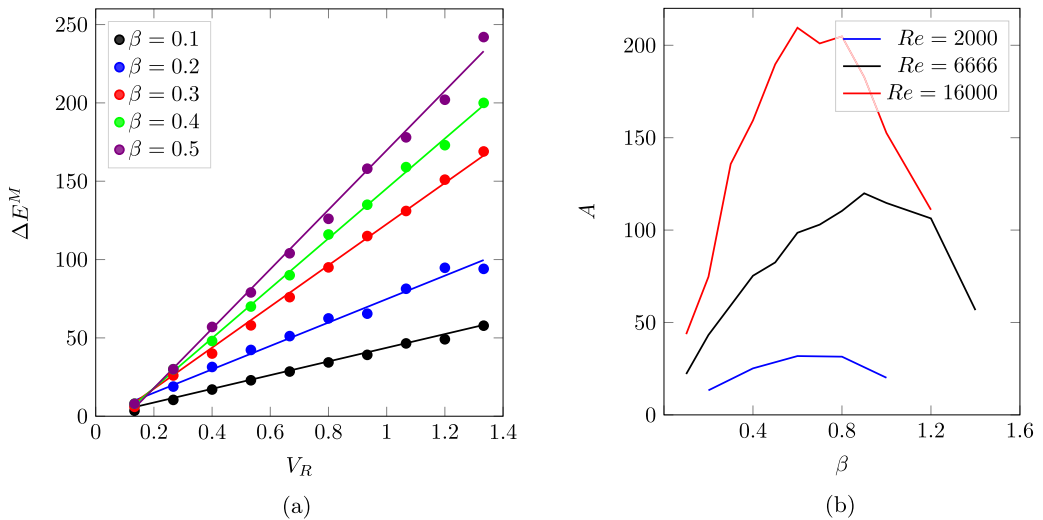 250
200
150
100
50
0
ΔE^M
β = 0.1
β = 0.2
β = 0.3
β = 0.4
β = 0.5
0 0.2 0.4 0.6 0.8 1 1.2 1.4
V_R
(a)
200
150
100
50
0
A
Re = 2000
Re = 6666
Re = 16000
0.4 0.8 1.2 1.6
β
(b)